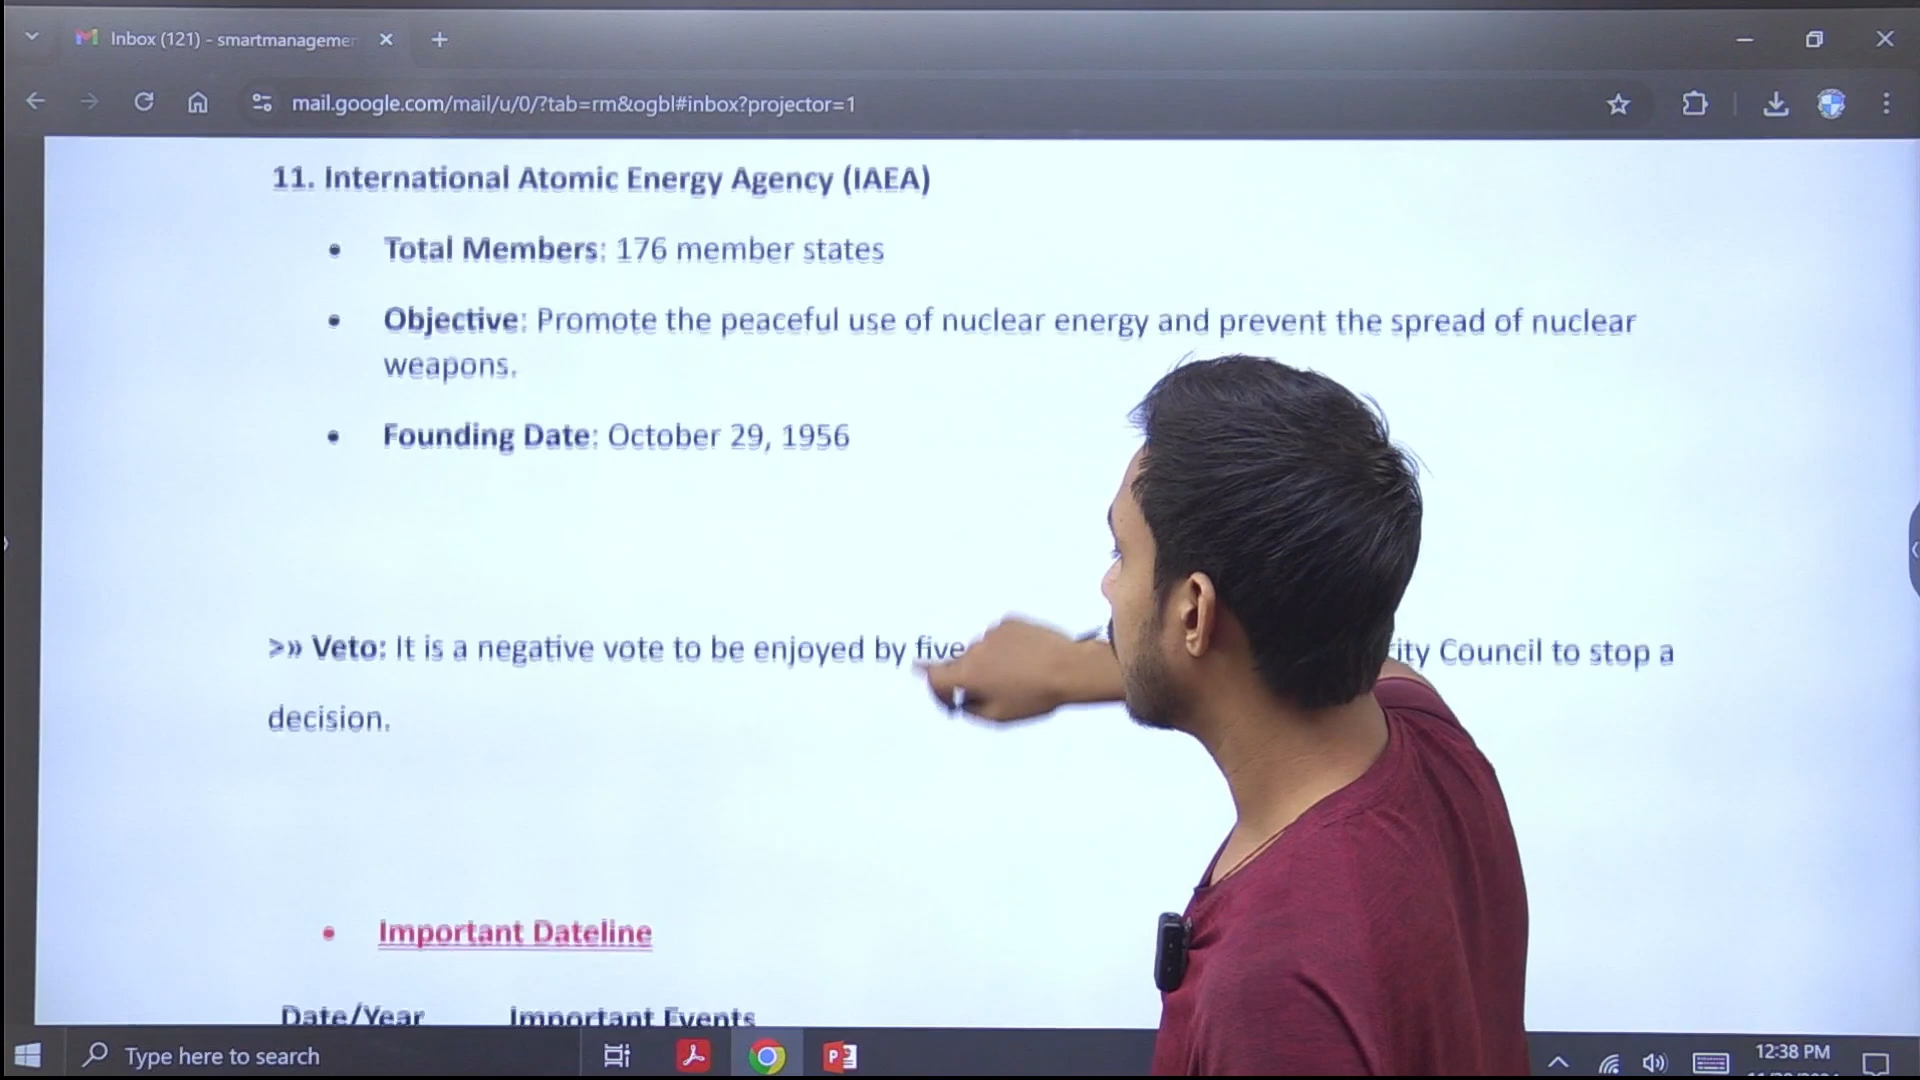 Inbox (121) - smartmanagemer
mail.google.com/mail/u/0/?tab=rm&ogbl#inbox?projector=1
11. International Atomic Energy Agency (IAEA)
• Total Members: 176 member states
• Objective: Promote the peaceful use of nuclear energy and prevent the spread of nuclear
weapons.
• Founding Date: October 29, 1956
>» Veto: It is a negative vote to be enjoyed by five ity Council to stop a
decision.
• Important Dateline
Date/Year Important Events
Type here to search
12:38 PM